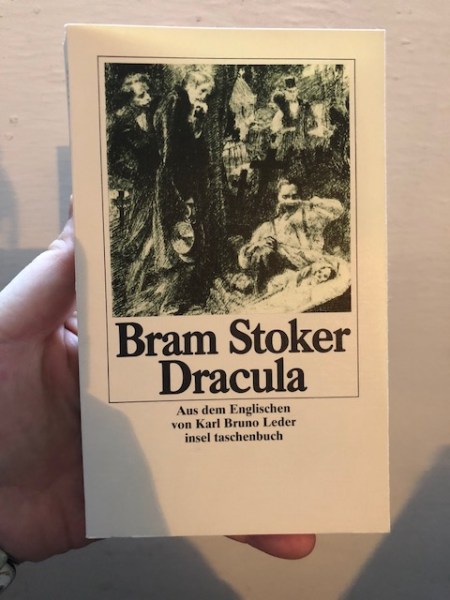 Bram Stoker
Dracula
Aus dem Englischen
von Karl Bruno Leder
insel taschenbuch